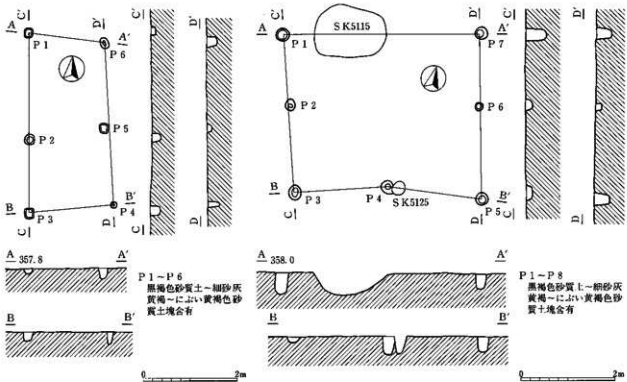 A
C'
D'
P 1
A'
P 6
P 2
P 5
B
P 3
B'
P 4
C
D
C'
C
D'
D
A 357.8 A'
B B'
P 1～P 6
黒褐色砂質土～細砂灰
黄褐～にぶい黄褐色砂
質土塊含有
0 2m
A
C'
S K5115
D'
A'
P 1
P 7
P 2
P 6
B
P 3
P 4
S K5125
B'
P 5
C
D
C'
C
D'
D
A 358.0 A'
B B'
P 1～P 8
黒褐色砂質土～細砂灰
黄褐～にぶい黄褐色砂
質土塊含有
0 2m